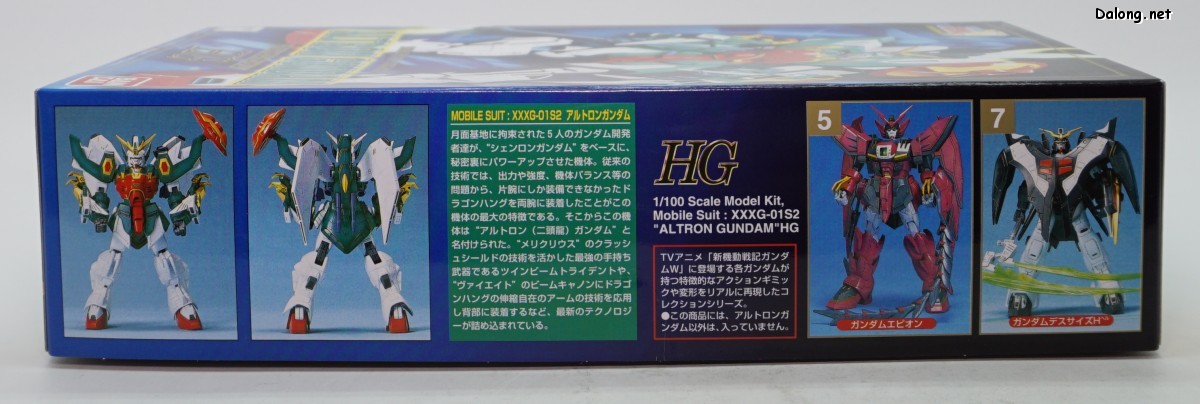 Dalong.net
MOBILE SUIT : XXXG-01S2 アルトロンガンダム
月面基地に拘束された5人のガンダム開発
者達が、"シェンロンガンダム"をベースに、
秘密裏にパワーアップさせた機体。従来の
技術では、出力や強度、機体バランス等の
問題から、片腕にしか装備できなかったド
ラゴンハングを両腕に装着したことがこの
機体の最大の特徴である。そこからこの機
体は"アルトロン(二頭龍)ガンダム"と
名付けられた。"メリクリウス"のクラッシ
ュシールドの技術を活かした最強の手持ち
武器であるツインビームトライデントや、
"ヴァイエイト"のビームキャノンにドラゴ
ンハングの伸縮自在のアームの技術を応用
し背部に装着するなど、最新のテクノロジ
ーが詰め込まれている。
HG
1/100 Scale Model Kit,
Mobile Suit : XXXG-01S2
"ALTRON GUNDAM"HG
TVアニメ「新機動戦記ガンダ
ムW」に登場する各ガンダムが
持つ特徴的なアクションギミッ
クや変形をリアルに再現したコ
レクションシリーズ。
●この商品には、アルトロンガ
ンダム以外は、入っていません。
5
ガンダムエピオン
7
ガンダムデスサイズH